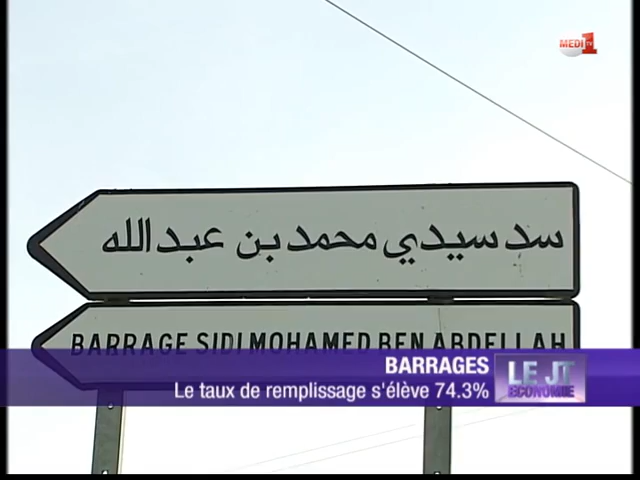 MEDI TV 1
سد سيدي محمد بن عبد الله
BARRAGE SIDI MOHAMED BEN ABDELLAH
BARRAGES
Le taux de remplissage s'élève 74.3%
LE JT
ECONOMIE